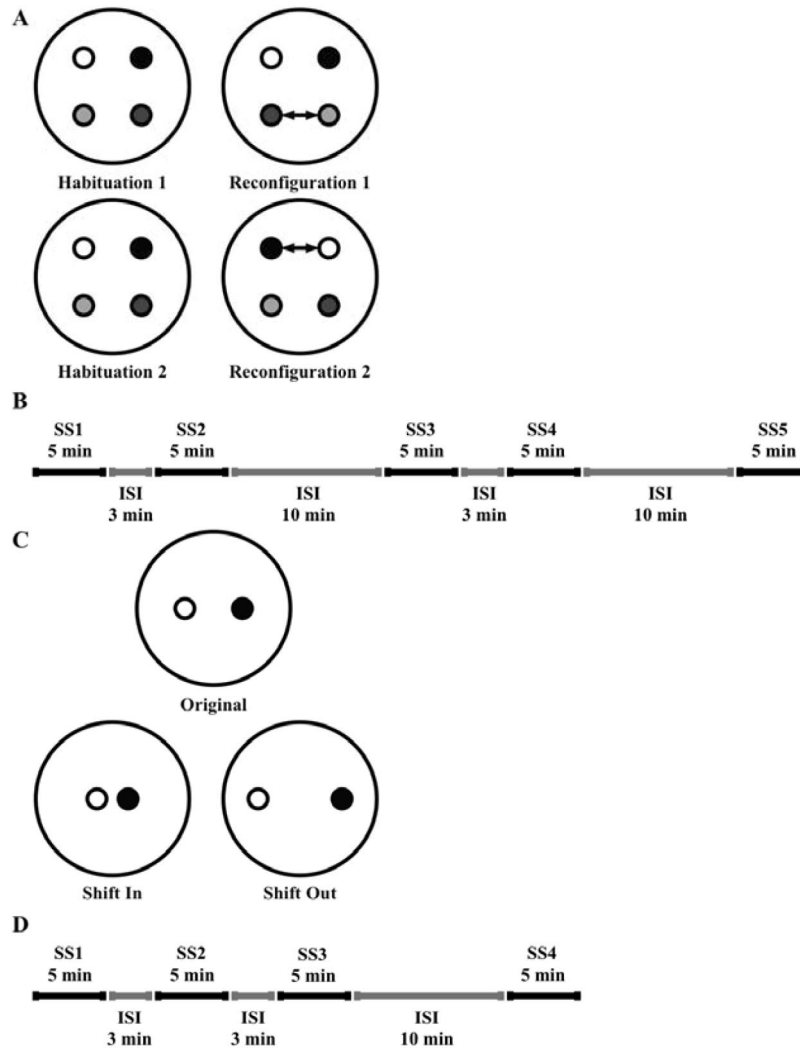 A
Habituation 1 Reconfiguration 1
Habituation 2 Reconfiguration 2
B
SS1 SS2 SS3 SS4 SS5
5 min 5 min 5 min 5 min 5 min
ISI ISI ISI ISI
3 min 10 min 3 min 10 min
C
Original
Shift In Shift Out
D
SS1 SS2 SS3 SS4
5 min 5 min 5 min 5 min
ISI ISI ISI
3 min 3 min 10 min